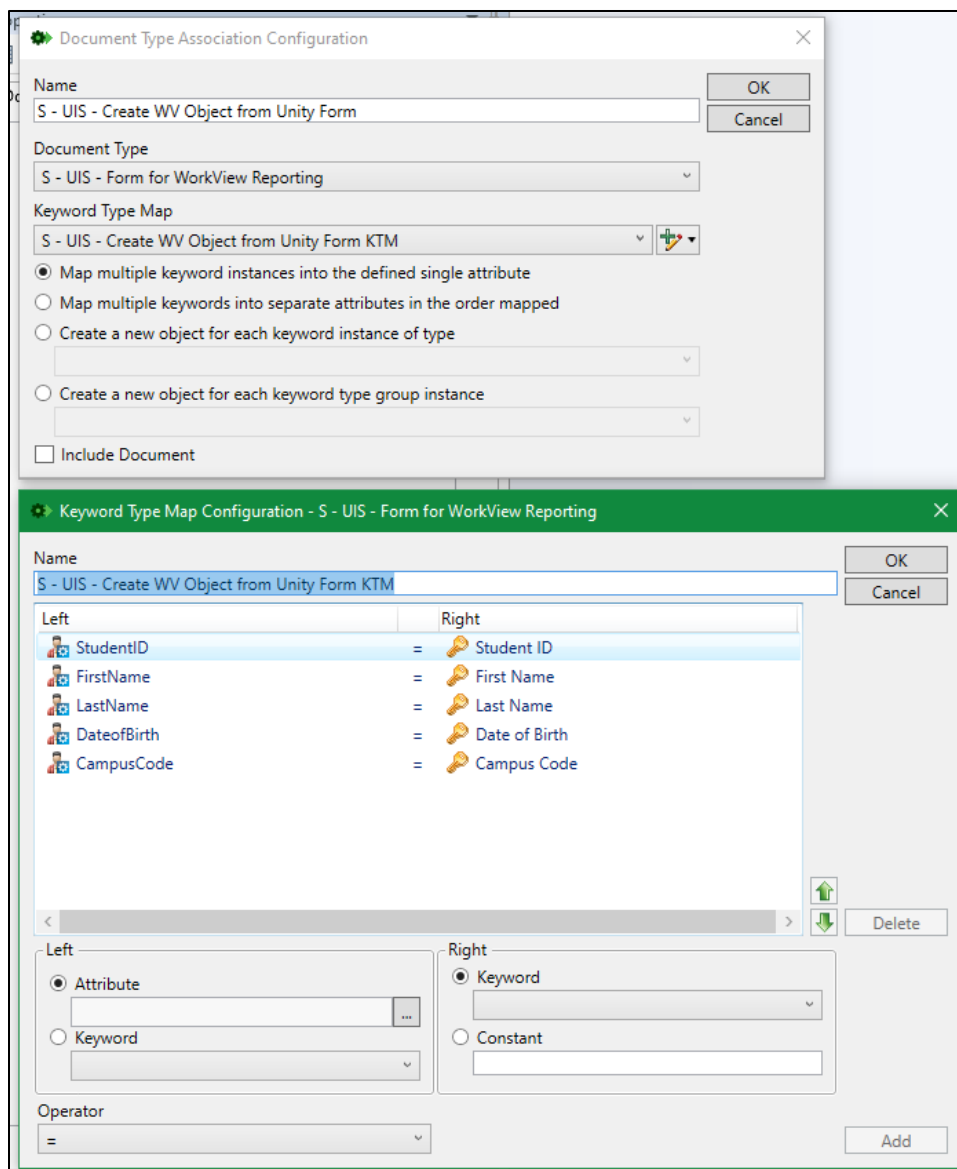 Document Type Association Configuration
Name
OK
S - UIS - Create WV Object from Unity Form
Cancel
Document Type
S - UIS - Form for WorkView Reporting
Keyword Type Map
S - UIS - Create WV Object from Unity Form KTM
Map multiple keyword instances into the defined single attribute
Map multiple keywords into separate attributes in the order mapped
Create a new object for each keyword instance of type
Create a new object for each keyword type group instance
Include Document
Keyword Type Map Configuration - S - UIS - Form for WorkView Reporting
Name
OK
S - UIS - Create WV Object from Unity Form KTM
Cancel
Left Right
StudentID = Student ID
FirstName = First Name
LastName = Last Name
DateofBirth = Date of Birth
CampusCode = Campus Code
Delete
Left Right
Attribute Keyword
...
Keyword Constant
Operator
=
Add